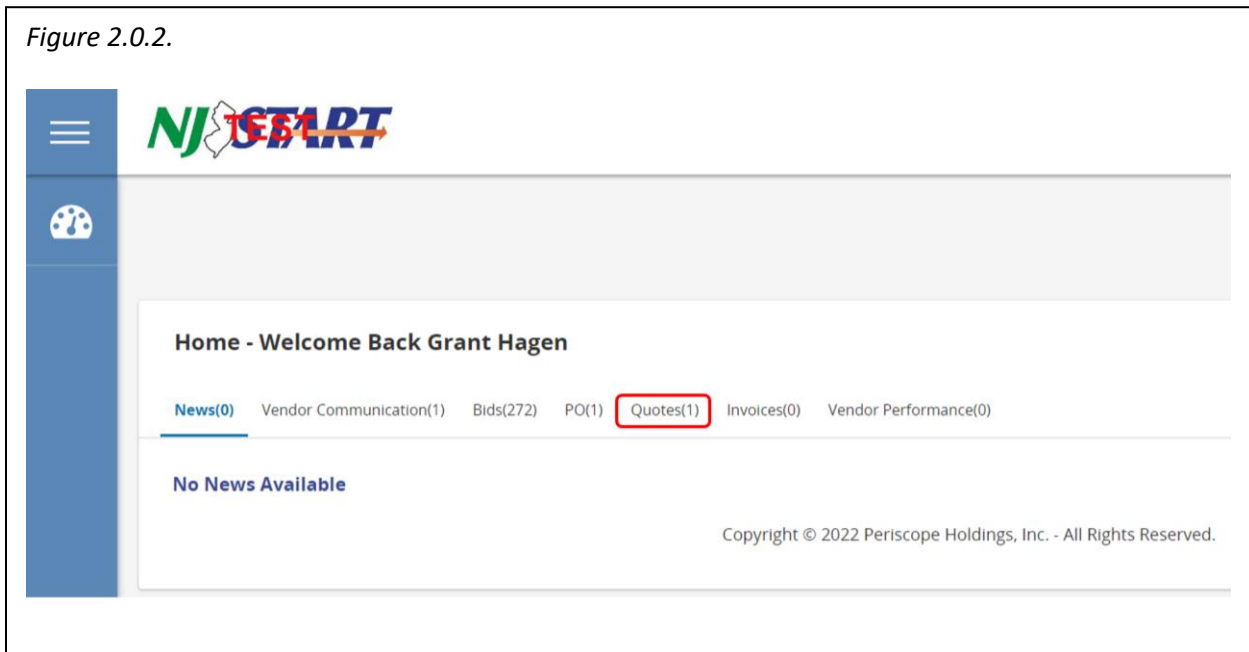 Figure 2.0.2.
NJ START
TEST
Home - Welcome Back Grant Hagen
News(0) Vendor Communication(1) Bids(272) PO(1) Quotes(1) Invoices(0) Vendor Performance(0)
No News Available
Copyright © 2022 Periscope Holdings, Inc. - All Rights Reserved.